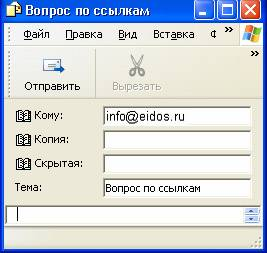 Вопрос по ссылкам
Файл Правка Вид Вставка Ф »
»
Отправить Вырезать
Кому: info@eidos.ru
Копия:
Скрытая:
Тема: Вопрос по ссылкам